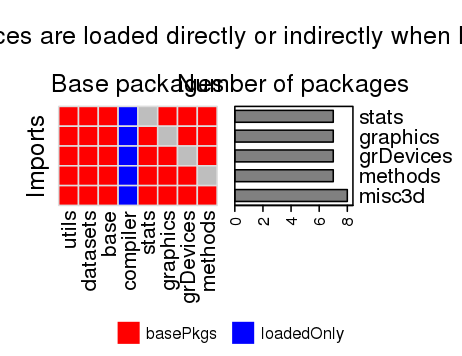 ces are loaded directly or indirectly when l
Base packages
Number of packages
Imports
stats
graphics
grDevices
methods
misc3d
utils
datasets
base
compiler
stats
graphics
grDevices
methods
0
2
4
6
8
basePkgs
loadedOnly